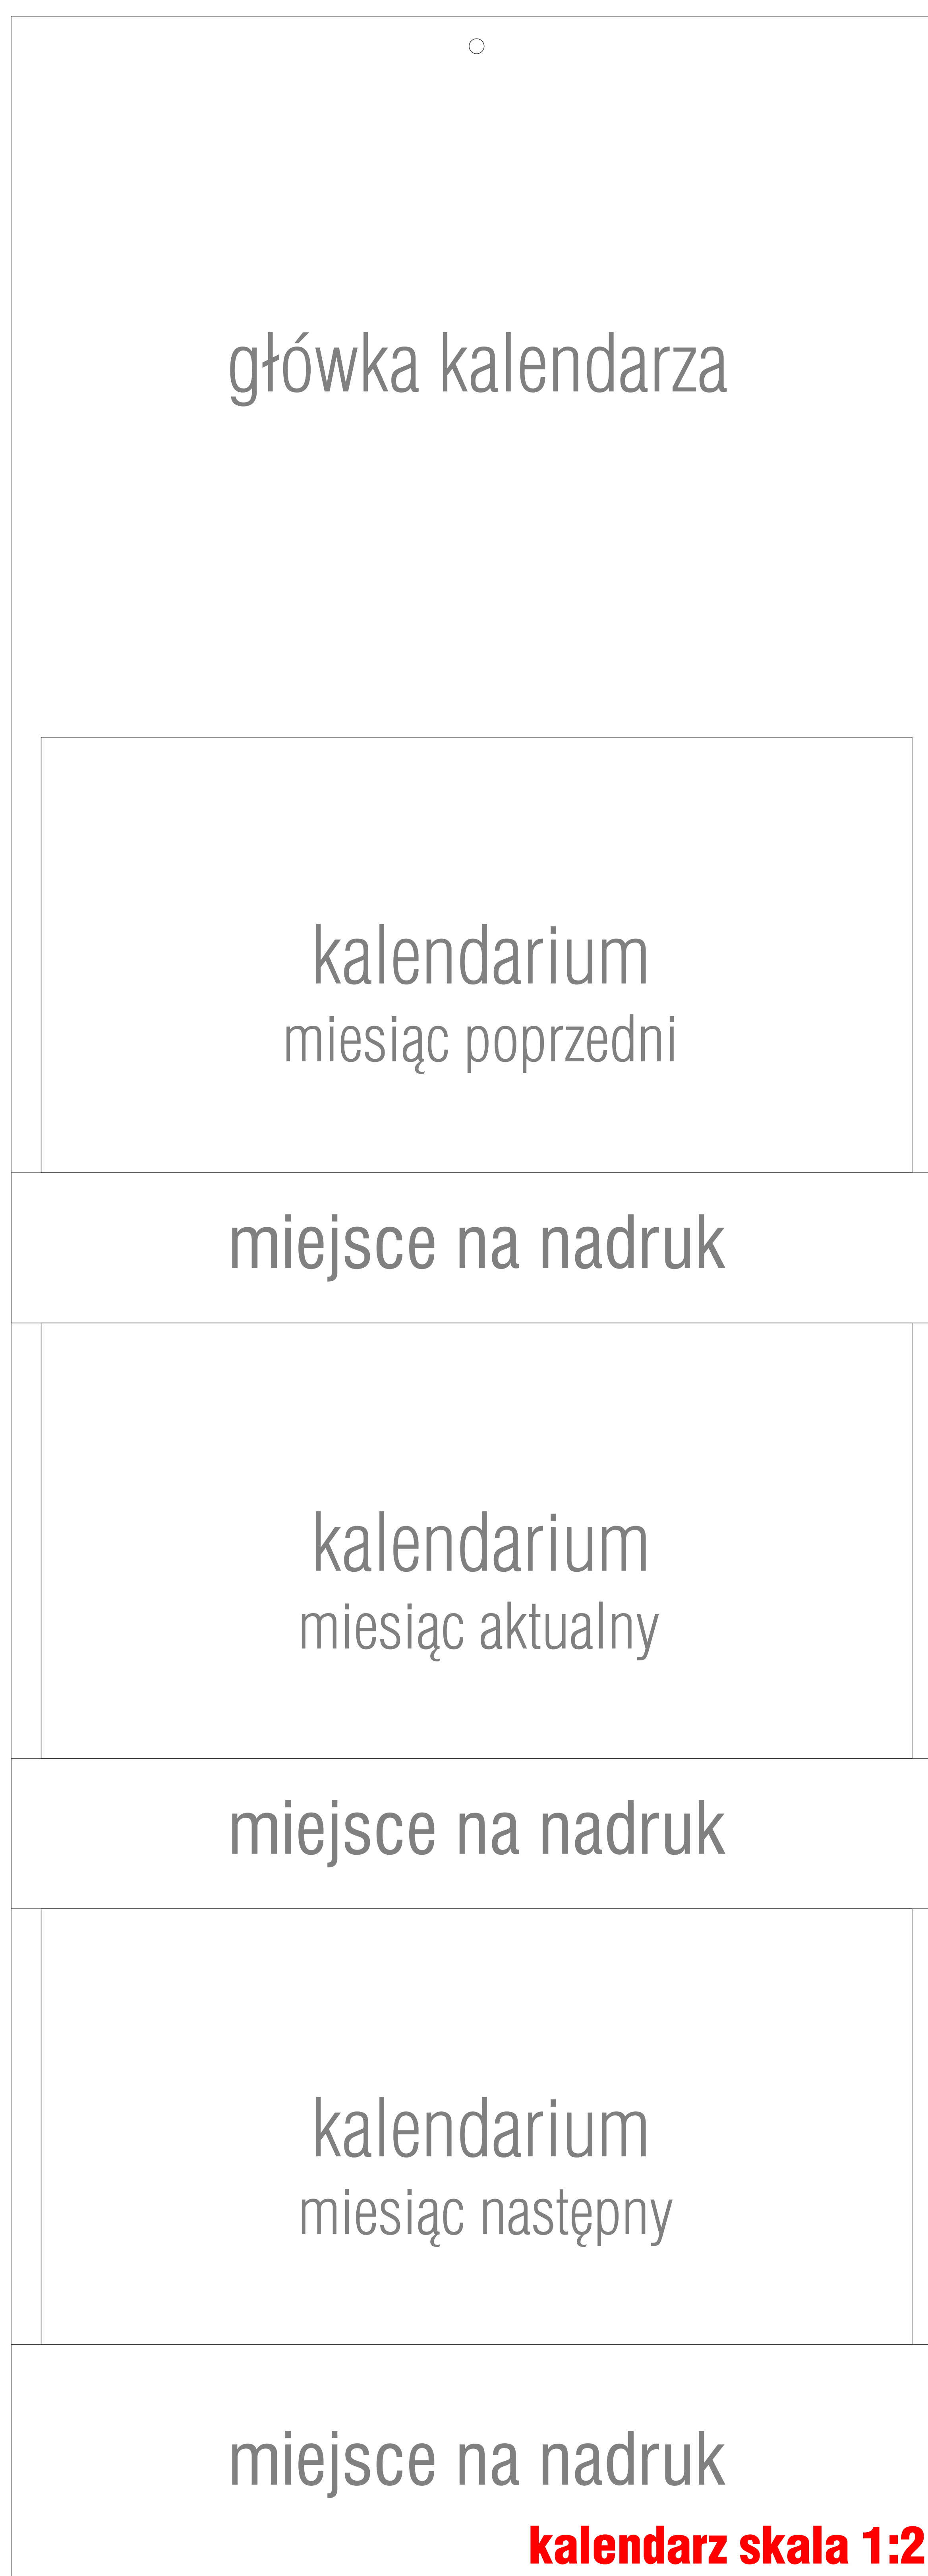 główka kalendarza
kalendarium
miesiąc poprzedni
miejsce na nadruk
kalendarium
miesiąc aktualny
miejsce na nadruk
kalendarium
miesiąc następny
miejsce na nadruk
kalendarz skala 1:2